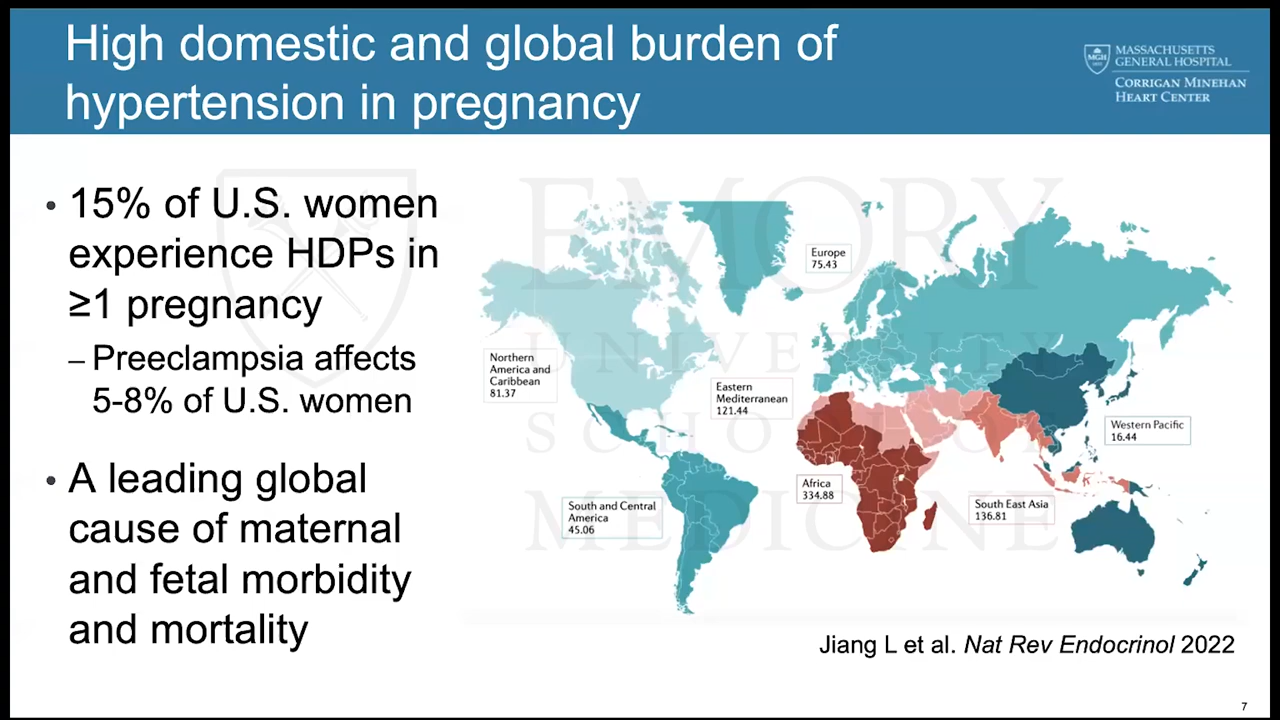 High domestic and global burden of
hypertension in pregnancy
MGH
1811
MASSACHUSETTS
GENERAL HOSPITAL
CORRIGAN MINEHAN
HEART CENTER
• 15% of U.S. women
experience HDPs in
≥1 pregnancy
– Preeclampsia affects
5-8% of U.S. women
• A leading global
cause of maternal
and fetal morbidity
and mortality
EMORY
UNIVERSITY
SCHOOL OF
MEDICINE
Europe
75.43
Northern
America and
Caribbean
81.37
Eastern
Mediterranean
121.44
Western Pacific
16.44
Africa
334.88
South and Central
America
45.06
South East Asia
136.81
Jiang L et al. Nat Rev Endocrinol 2022
7